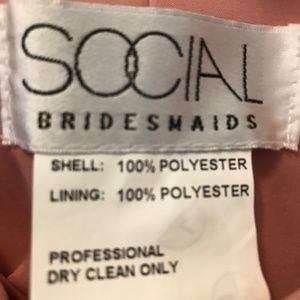 SOCIAL
BRIDESMAIDS
SHELL: 100% POLYESTER
LINING: 100% POLYESTER
PROFESSIONAL
DRY CLEAN ONLY